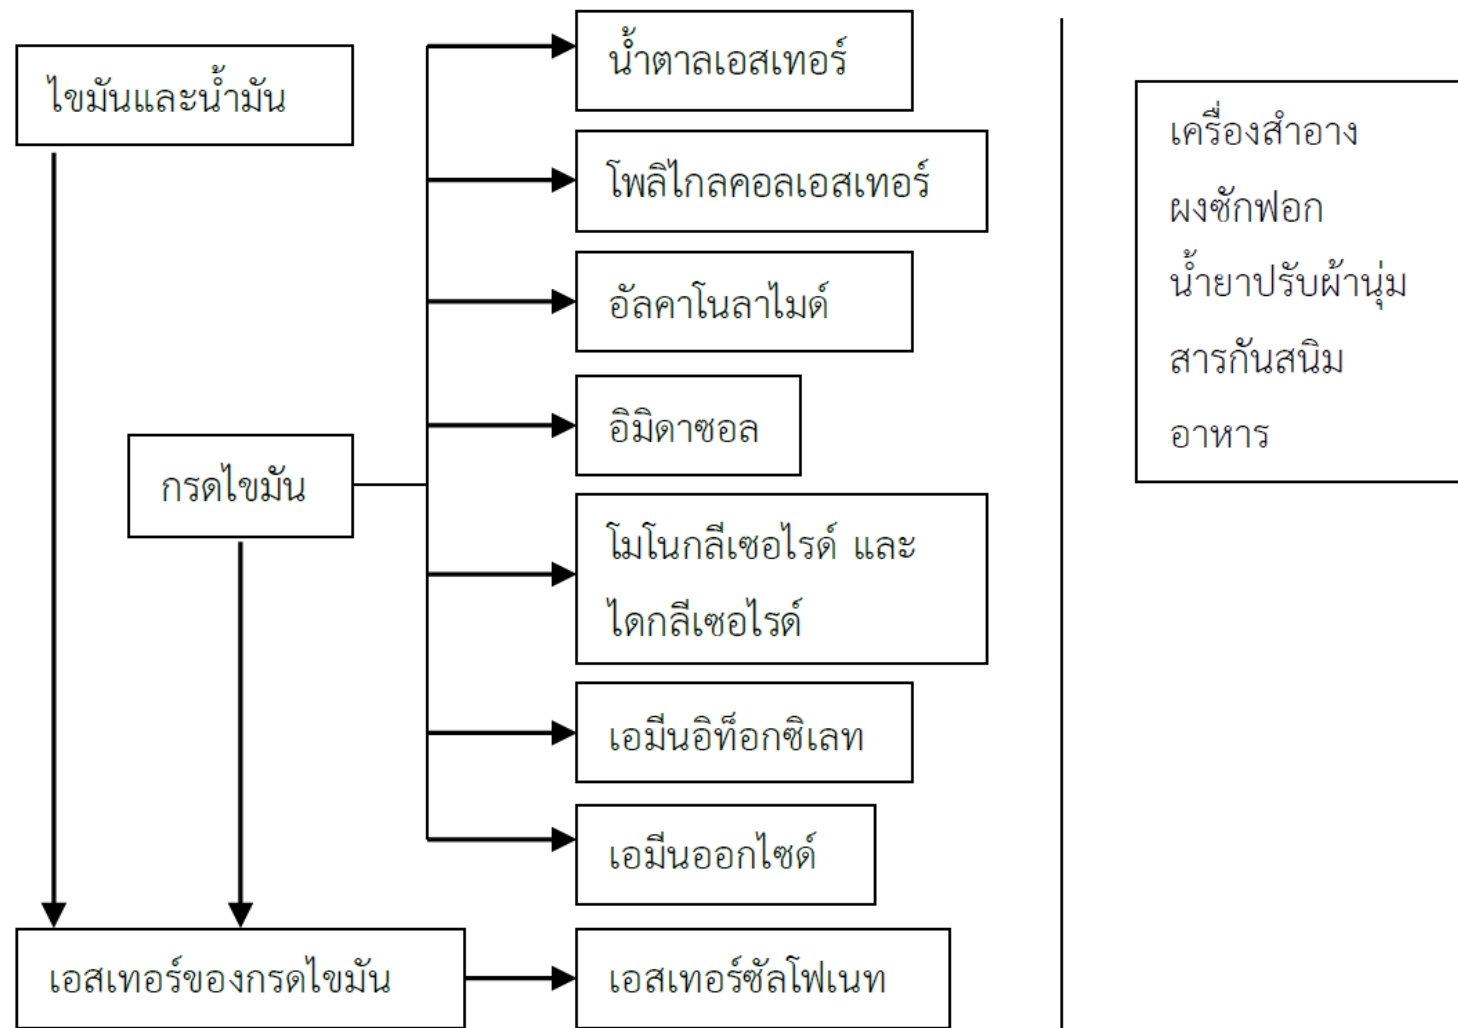 ไขมันและน้ำมัน
กรดไขมัน
เอสเทอร์ของกรดไขมัน
น้ำตาลเอสเทอร์
โพลิไกลคอลเอสเทอร์
อัลคาโนลาไมด์
อิมิดาซอล
โมโนกลีเซอไรด์ และ
ไดกลีเซอไรด์
เอมีนอิท็อกซิเลท
เอมีนออกไซด์
เอสเทอร์ซัลโฟเนท
เครื่องสำอาง
ผงซักฟอก
น้ำยาปรับผ้านุ่ม
สารกันสนิม
อาหาร